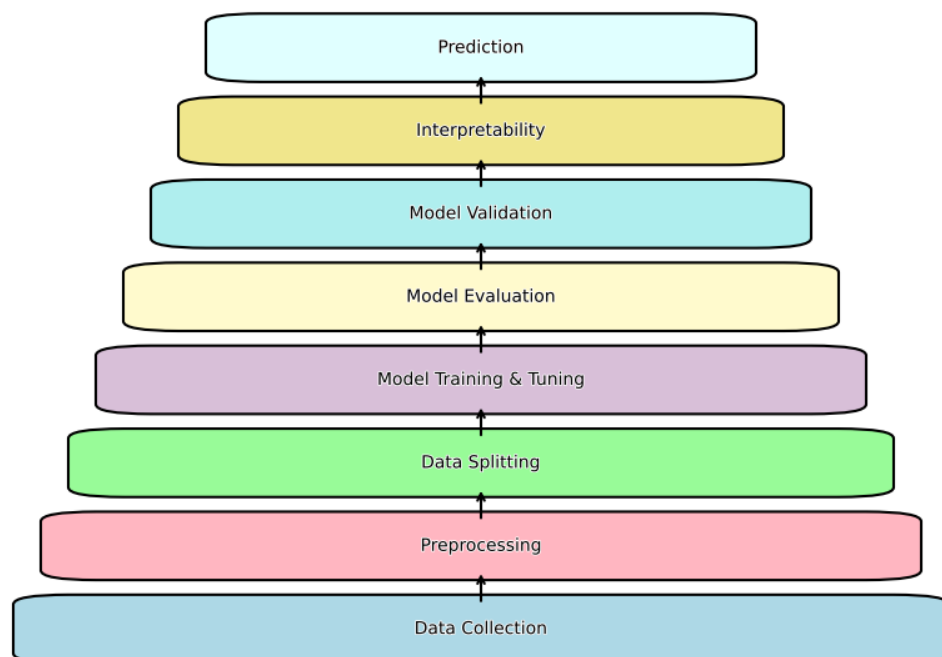 Prediction
Interpretability
Model Validation
Model Evaluation
Model Training & Tuning
Data Splitting
Preprocessing
Data Collection